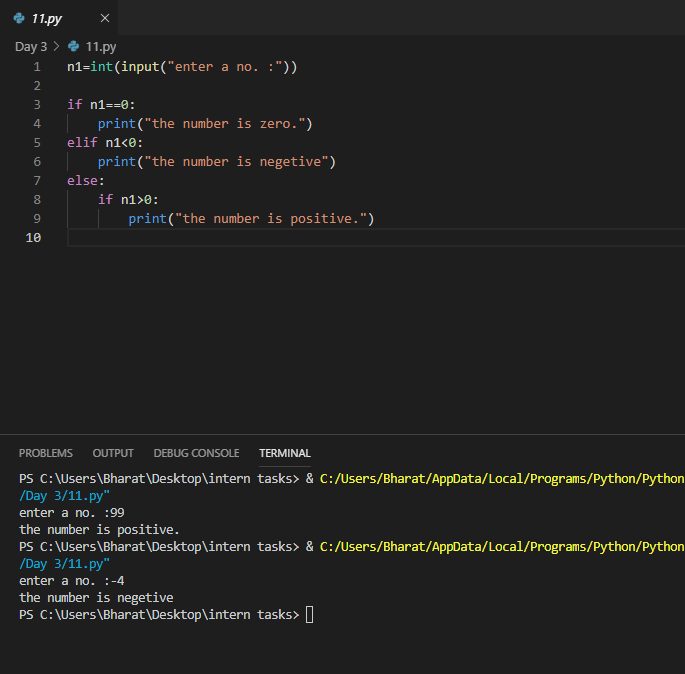 11.py ×
Day 3 > 11.py
1 n1=int(input("enter a no. :"))
2
3 if n1==0:
4     print("the number is zero.")
5 elif n1<0:
6     print("the number is negetive")
7 else:
8     if n1>0:
9         print("the number is positive.")
10
PROBLEMS OUTPUT DEBUG CONSOLE TERMINAL
PS C:\Users\Bharat\Desktop\intern tasks> & C:/Users/Bharat/AppData/Local/Programs/Python/Python
/Day 3/11.py"
enter a no. :99
the number is positive.
PS C:\Users\Bharat\Desktop\intern tasks> & C:/Users/Bharat/AppData/Local/Programs/Python/Python
/Day 3/11.py"
enter a no. :-4
the number is negetive
PS C:\Users\Bharat\Desktop\intern tasks>